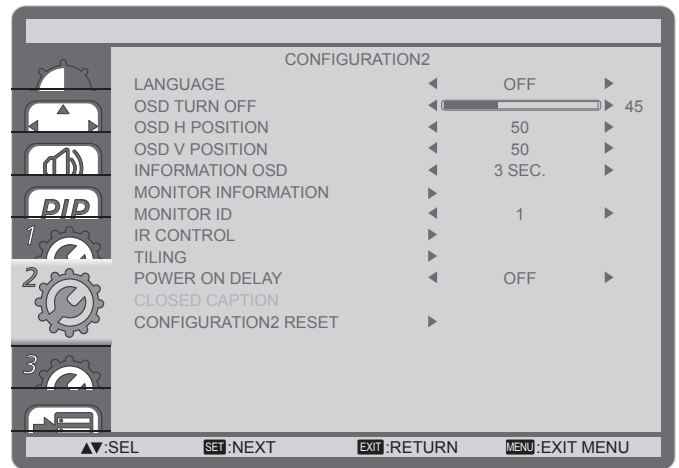 CONFIGURATION2
LANGUAGE OFF
OSD TURN OFF 45
OSD H POSITION 50
OSD V POSITION 50
INFORMATION OSD 3 SEC.
MONITOR INFORMATION
PIP
MONITOR ID 1
1
IR CONTROL
TILING
2
POWER ON DELAY OFF
CLOSED CAPTION
CONFIGURATION2 RESET
3
▲▼:SEL SET:NEXT EXIT:RETURN MENU:EXIT MENU